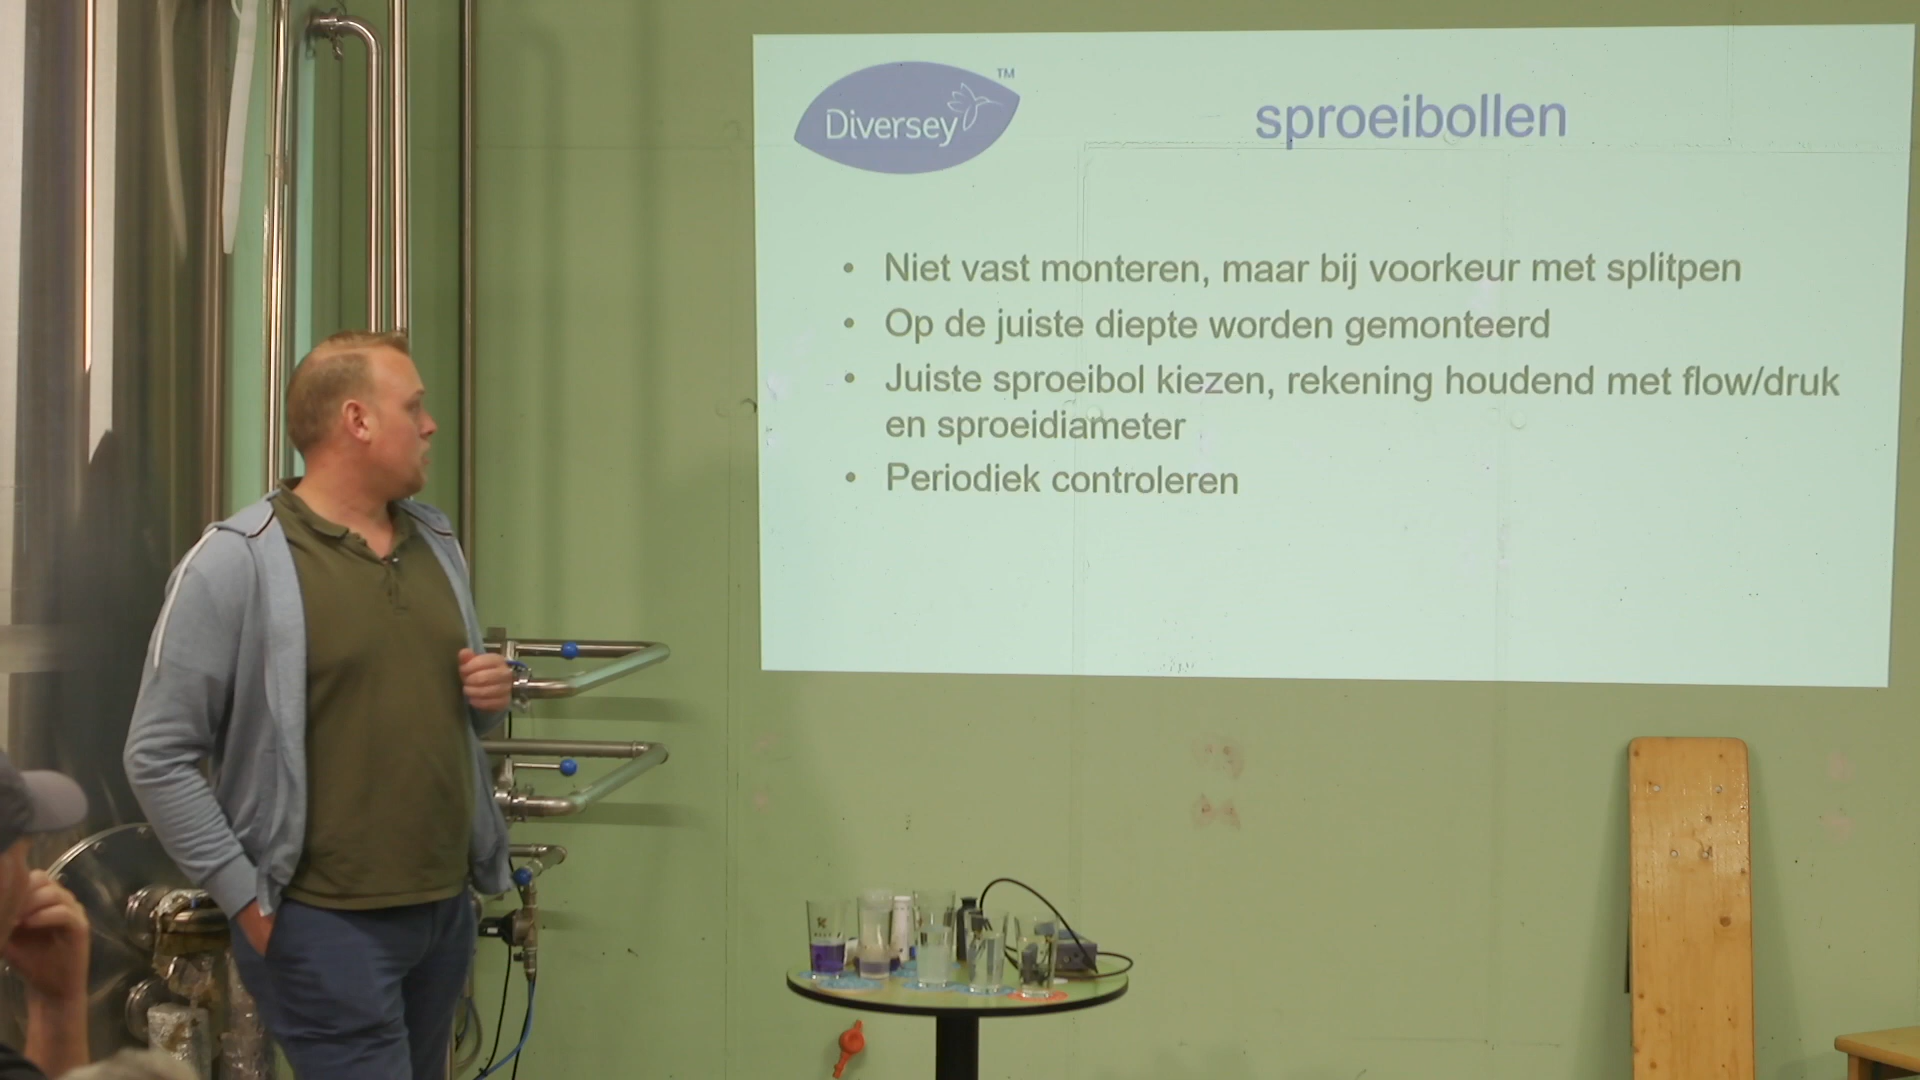 Diversey
TM
sproeibollen
• Niet vast monteren, maar bij voorkeur met splitpen
• Op de juiste diepte worden gemonteerd
• Juiste sproeibol kiezen, rekening houdend met flow/druk
en sproeidiameter
• Periodiek controleren